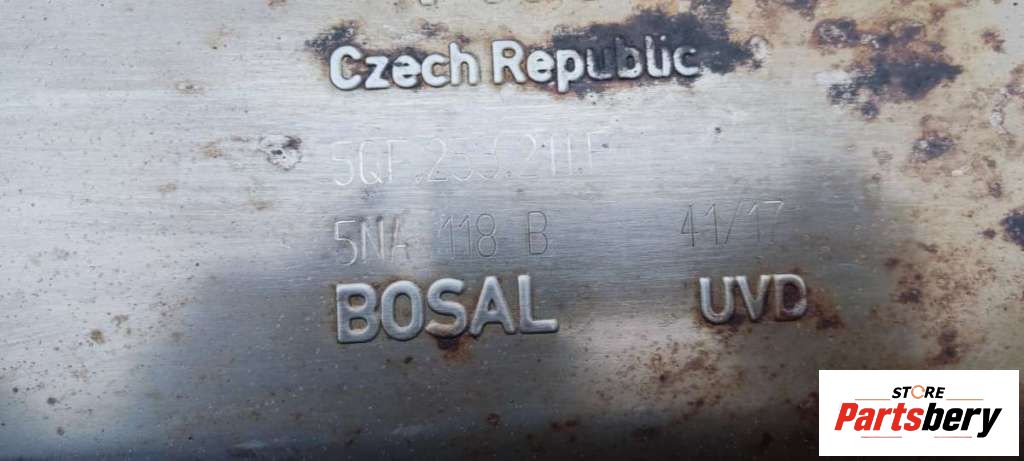 Czech Republic
5QF.253.211.F
5NA 118 B 41/17
BOSAL UVD
STORE
Partsbery